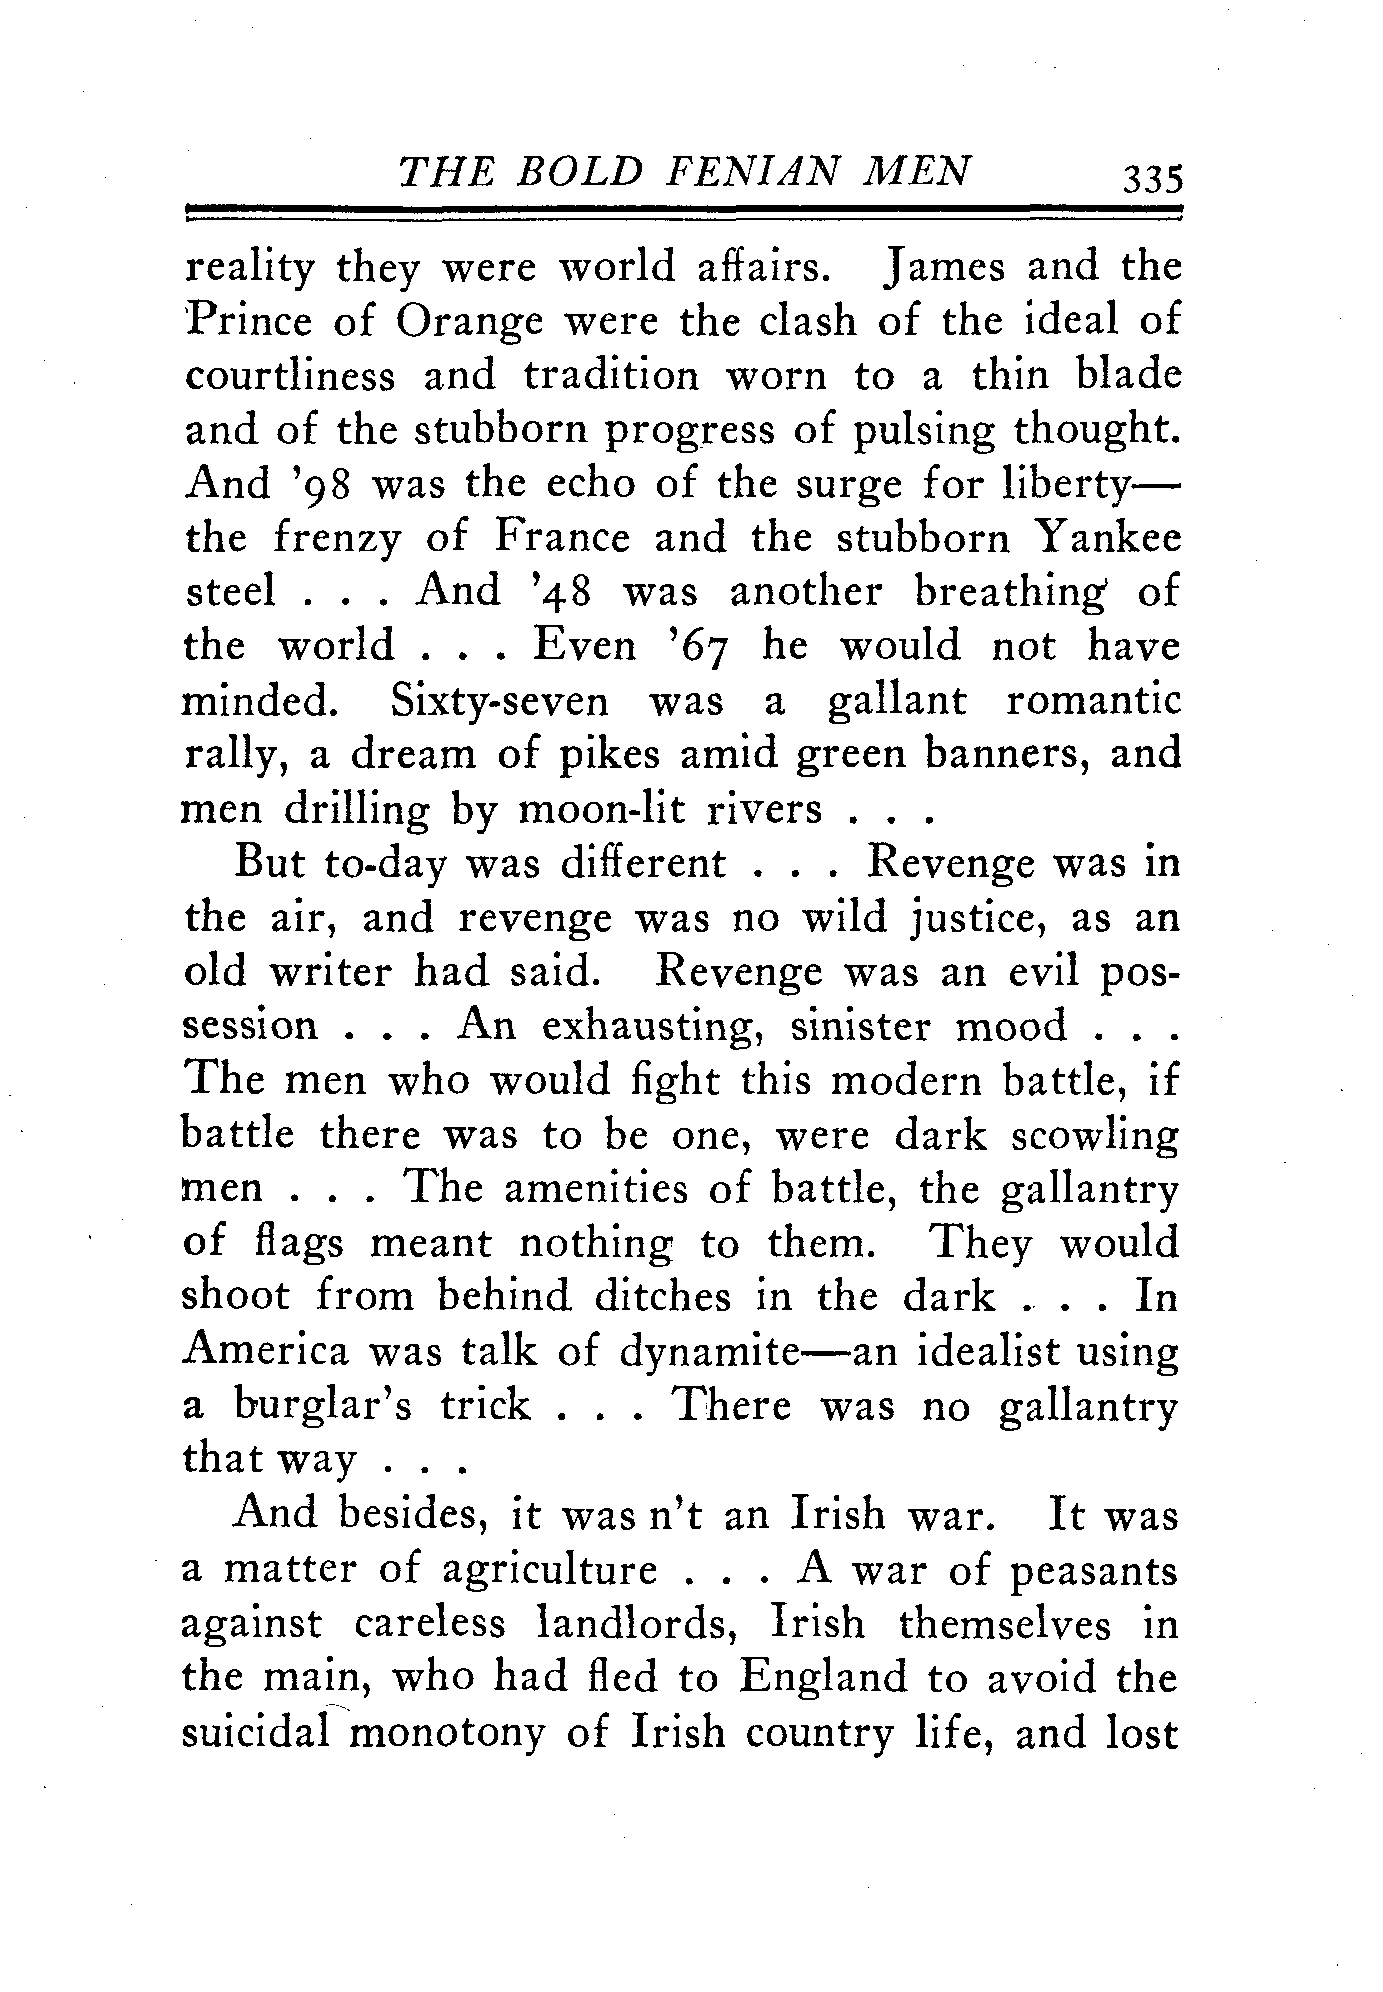 THE BOLD FENIAN MEN 335
reality they were world affairs. James and the
Prince of Orange were the clash of the ideal of
courtliness and tradition worn to a thin blade
and of the stubborn progress of pulsing thought.
And '98 was the echo of the surge for liberty—
the frenzy of France and the stubborn Yankee
steel . . . And '48 was another breathing of
the world . . . Even '67 he would not have
minded. Sixty-seven was a gallant romantic
rally, a dream of pikes amid green banners, and
men drilling by moon-lit rivers . . .
But to-day was different . . . Revenge was in
the air, and revenge was no wild justice, as an
old writer had said. Revenge was an evil pos-
session . . . An exhausting, sinister mood . . .
The men who would fight this modern battle, if
battle there was to be one, were dark scowling
men . . . The amenities of battle, the gallantry
of flags meant nothing to them. They would
shoot from behind ditches in the dark . . . In
America was talk of dynamite—an idealist using
a burglar's trick . . . There was no gallantry
that way . . .
And besides, it was n't an Irish war. It was
a matter of agriculture . . . A war of peasants
against careless landlords, Irish themselves in
the main, who had fled to England to avoid the
suicidal monotony of Irish country life, and lost